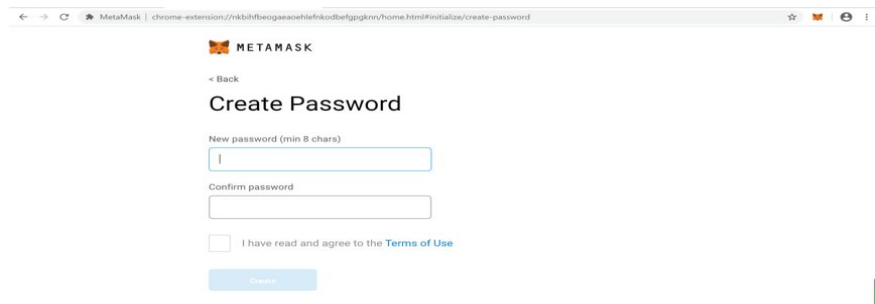 MetaMask | chrome-extension://nkbihfbeogaeaoehlefnkodbefgpgknn/home.html#initialize/create-password
METAMASK
< Back
Create Password
New password (min 8 chars)
Confirm password
I have read and agree to the Terms of Use
Create